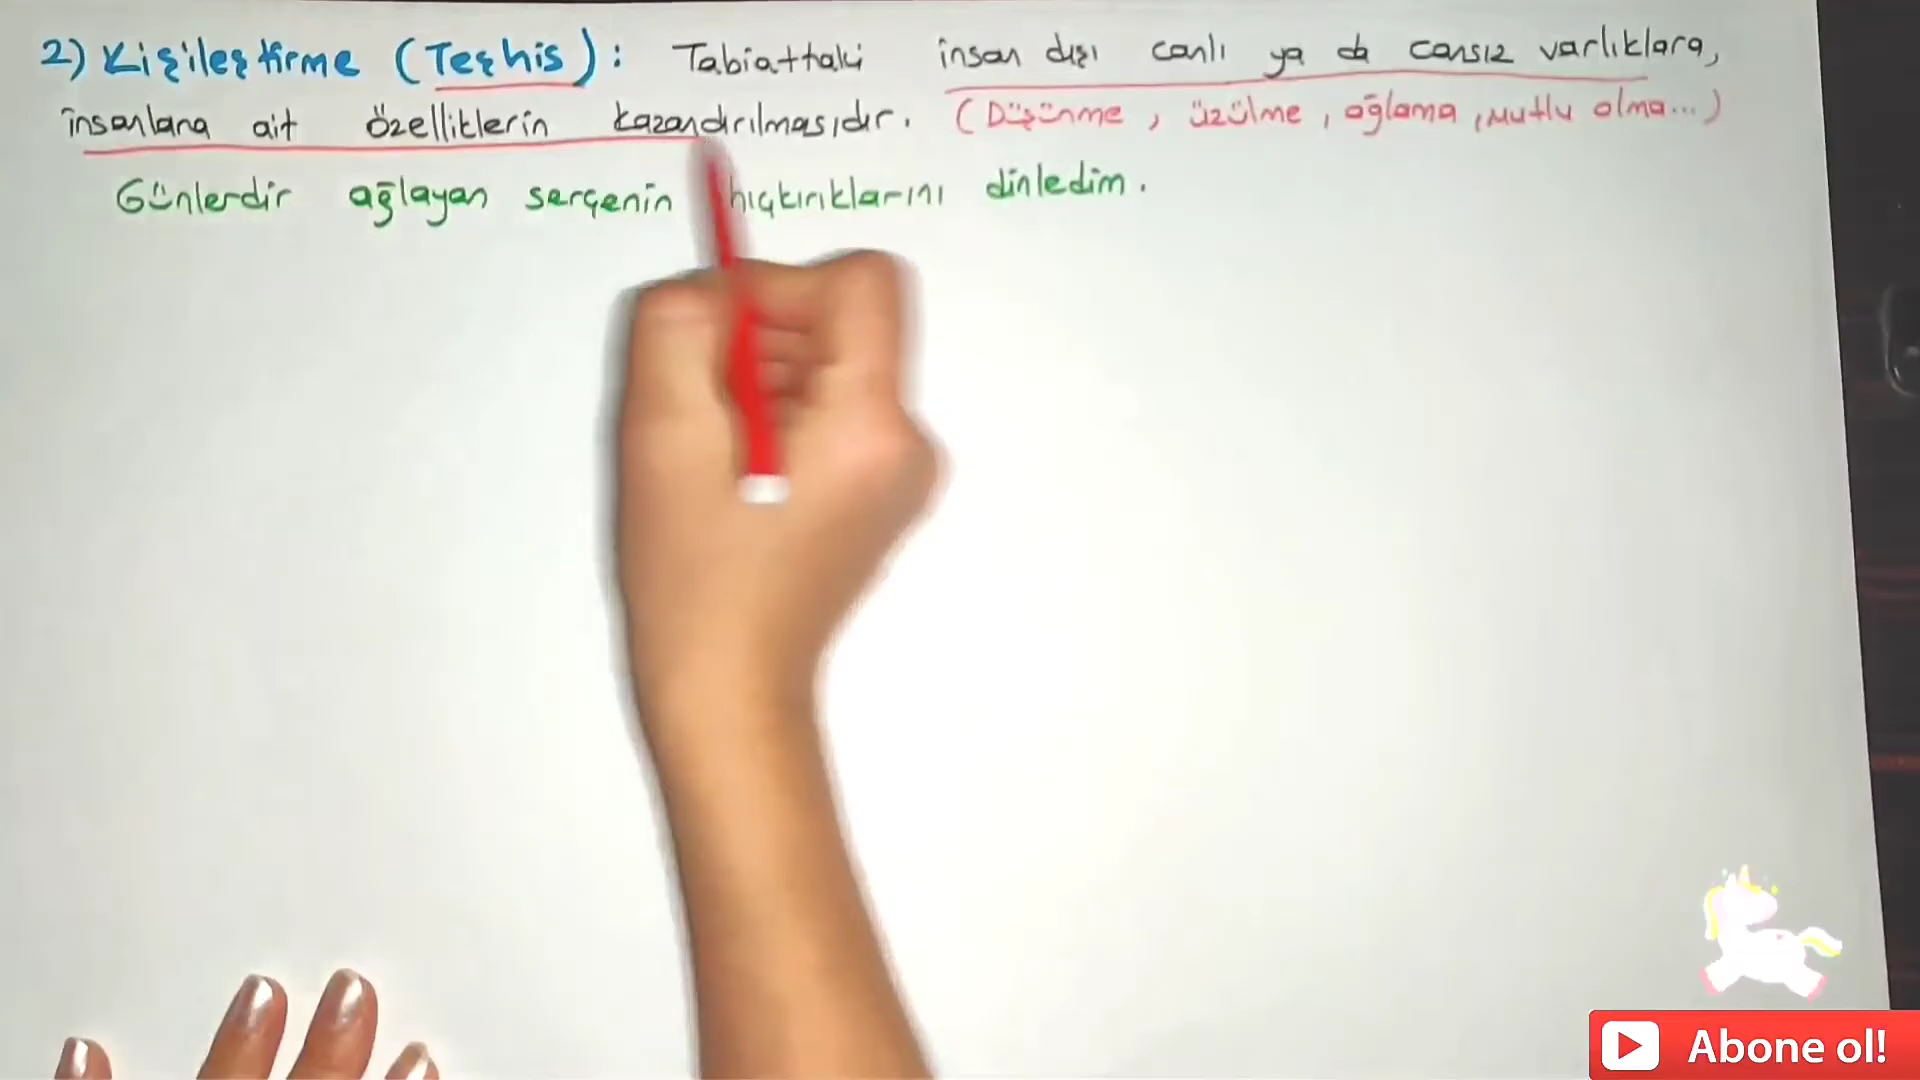 2) Kişileştirme (Teşhis): Tabiattaki insan dışı canlı ya da cansız varlıklara,
insanlara ait özelliklerin kazandırılmasıdır. (Düşünme, üzülme, ağlama, mutlu olma...)
Günlerdir ağlayan serçenin hıçkırıklarını dinledim.
Abone ol!